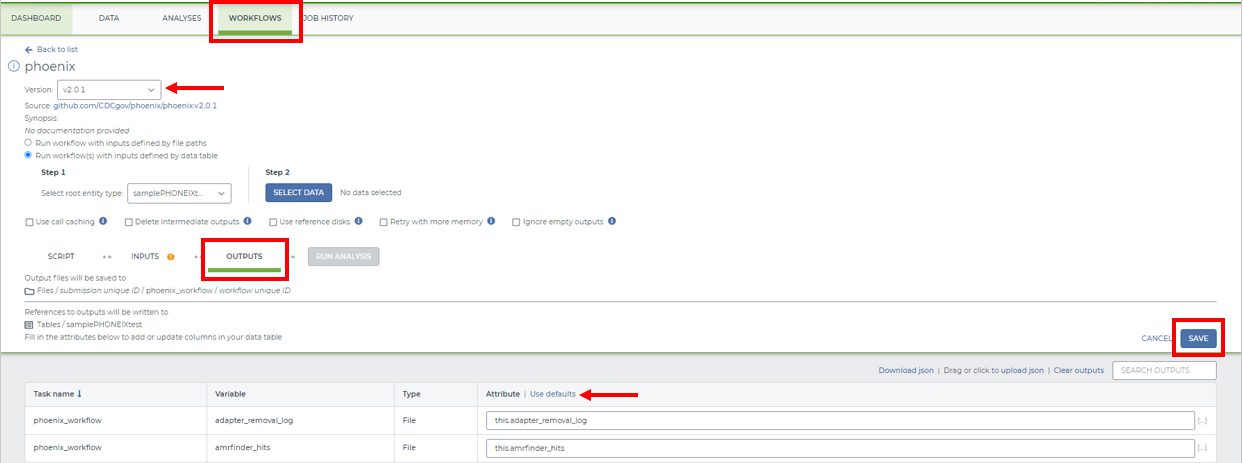 DASHBOARD DATA ANALYSES WORKFLOWS JOB HISTORY
Back to list
phoenix
Version: v2.0.1
Source: github.com/CDCgov/phoenix/phoenix:v2.0.1
Synopsis:
No documentation provided
Run workflow with inputs defined by file paths
Run workflow(s) with inputs defined by data table
Step 1 Step 2
Select root entity type: samplePHONEIXt... SELECT DATA No data selected
Use call caching Delete intermediate outputs Use reference disks Retry with more memory Ignore empty outputs
SCRIPT INPUTS OUTPUTS RUN ANALYSIS
Output files will be saved to
Files / submission unique ID / phoenix_workflow / workflow unique ID
References to outputs will be written to
Tables / samplePHONEIXtest
Fill in the attributes below to add or update columns in your data table
CANCEL SAVE
Download json | Drag or click to upload json | Clear outputs SEARCH OUTPUTS
Task name ↓ Variable Type Attribute | Use defaults
phoenix_workflow adapter_removal_log File this.adapter_removal_log {...}
phoenix_workflow amrfinder_hits File this.amrfinder_hits {...}